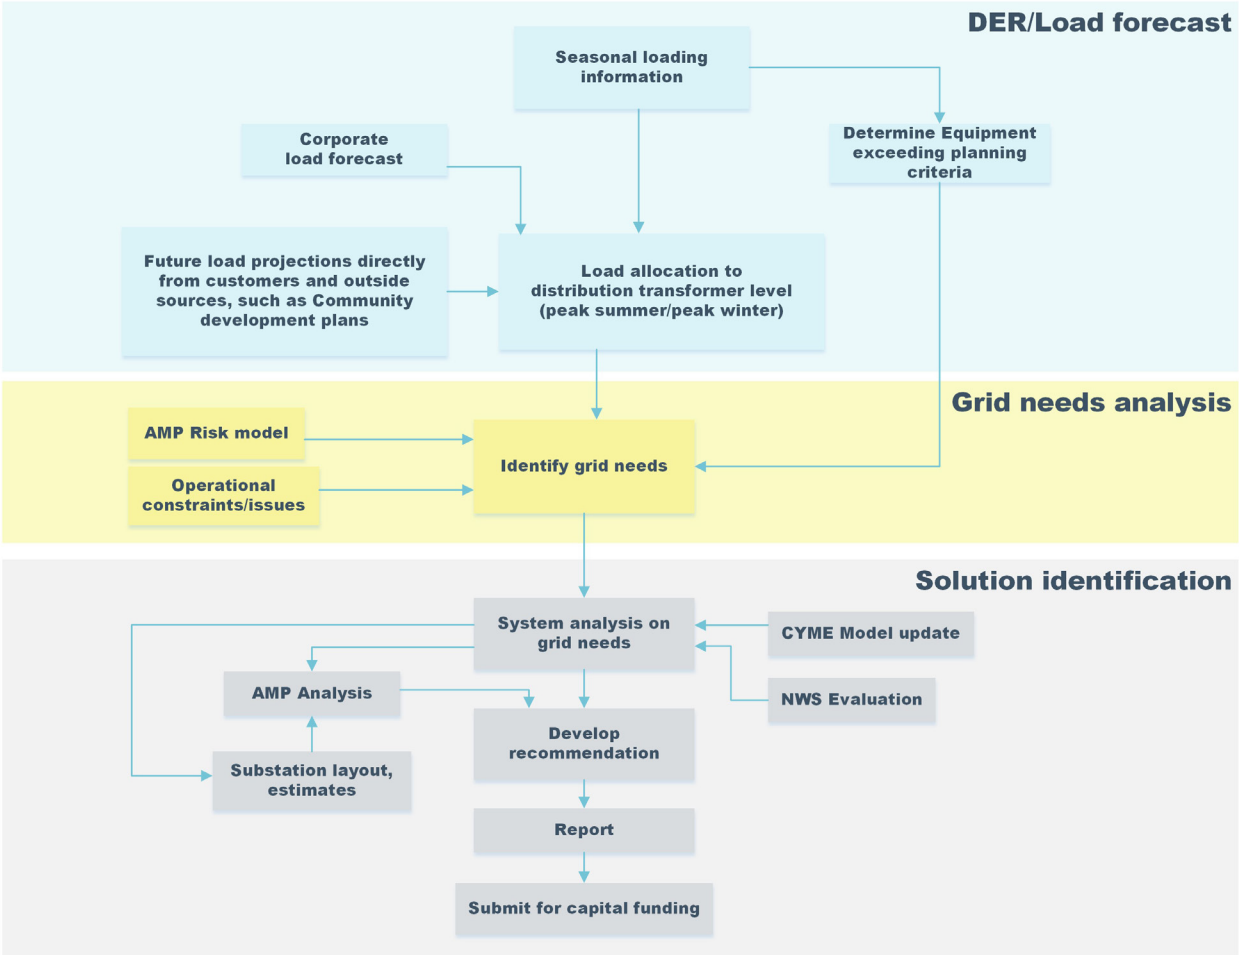 DER/Load forecast
Seasonal loading
information
Corporate
load forecast
Determine Equipment
exceeding planning
criteria
Future load projections directly
from customers and outside
sources, such as Community
development plans
Load allocation to
distribution transformer level
(peak summer/peak winter)
Grid needs analysis
AMP Risk model
Identify grid needs
Operational
constraints/issues
Solution identification
System analysis on
grid needs
CYME Model update
AMP Analysis
NWS Evaluation
Develop
recommendation
Substation layout,
estimates
Report
Submit for capital funding